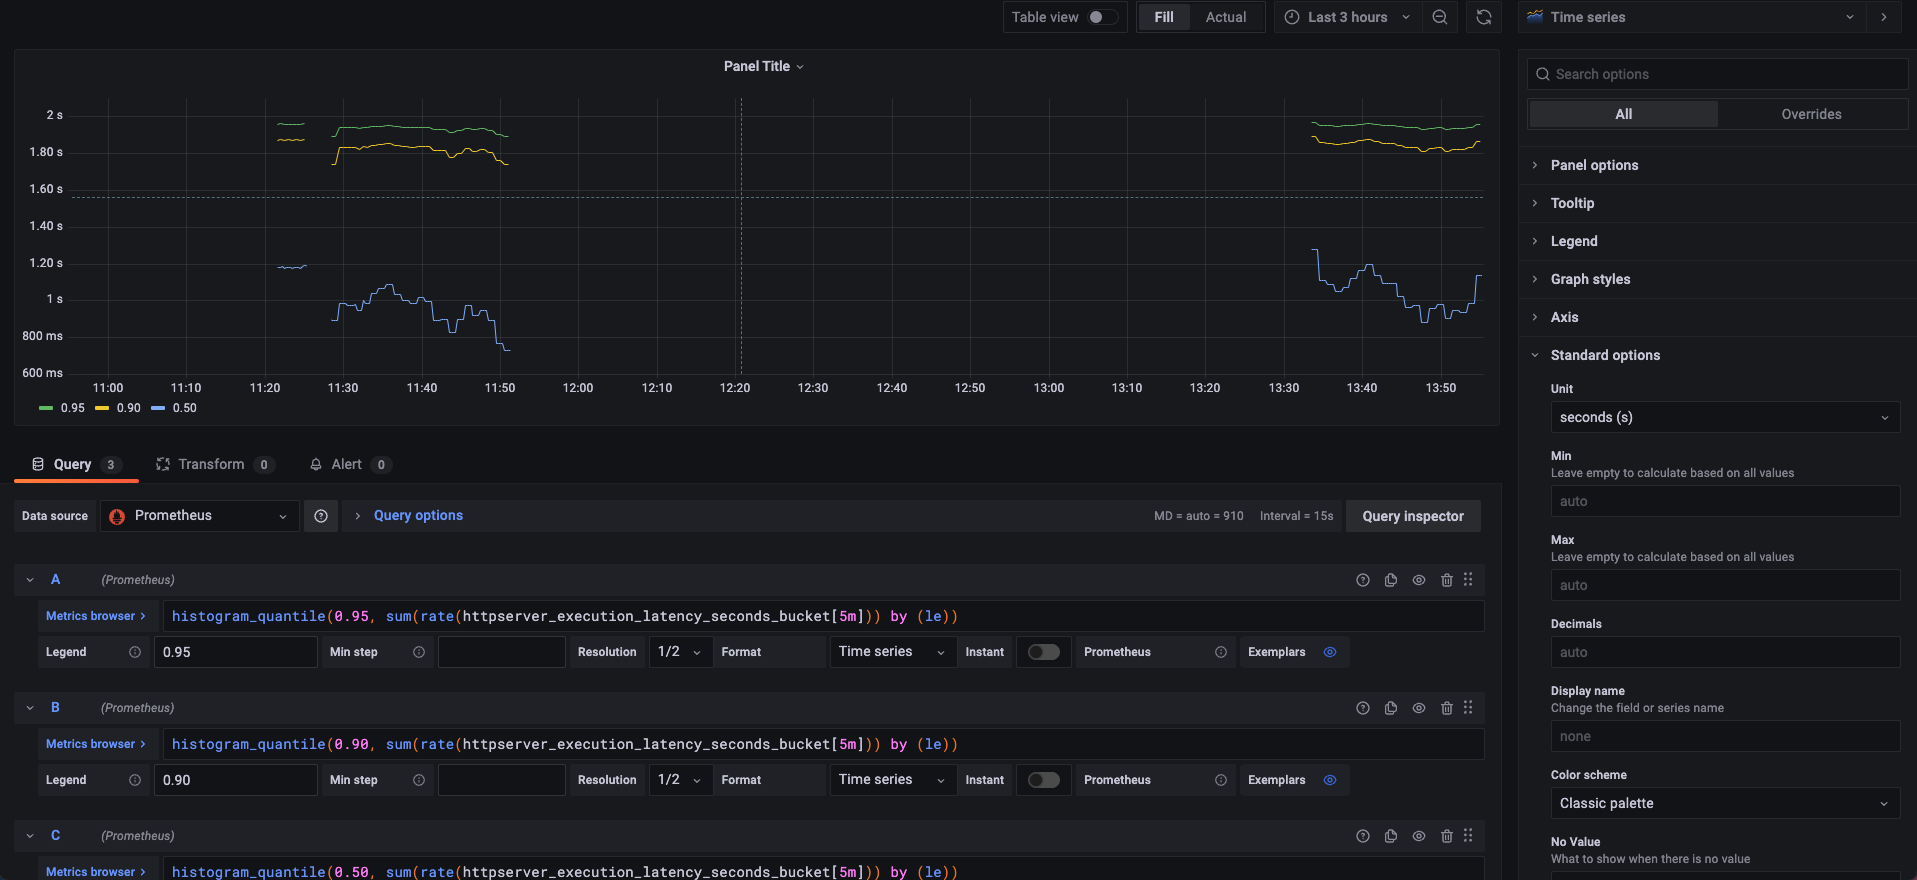 Table view Fill Actual Last 3 hours Time series
Panel Title
2 s
1.80 s
1.60 s
1.40 s
1.20 s
1 s
800 ms
600 ms
11:00 11:10 11:20 11:30 11:40 11:50 12:00 12:10 12:20 12:30 12:40 12:50 13:00 13:10 13:20 13:30 13:40 13:50
0.95 0.90 0.50
Query 3 Transform 0 Alert 0
Data source Prometheus Query options MD = auto = 910 Interval = 15s Query inspector
A (Prometheus)
Metrics browser > histogram_quantile(0.95, sum(rate(httpserver_execution_latency_seconds_bucket[5m])) by (le))
Legend 0.95 Min step Resolution 1/2 Format Time series Instant Prometheus Exemplars
B (Prometheus)
Metrics browser > histogram_quantile(0.90, sum(rate(httpserver_execution_latency_seconds_bucket[5m])) by (le))
Legend 0.90 Min step Resolution 1/2 Format Time series Instant Prometheus Exemplars
C (Prometheus)
Metrics browser > histogram_quantile(0.50, sum(rate(httpserver_execution_latency_seconds_bucket[5m])) by (le))
Search options
All Overrides
Panel options
Tooltip
Legend
Graph styles
Axis
Standard options
Unit
seconds (s)
Min
Leave empty to calculate based on all values
auto
Max
Leave empty to calculate based on all values
auto
Decimals
auto
Display name
Change the field or series name
none
Color scheme
Classic palette
No Value
What to show when there is no value